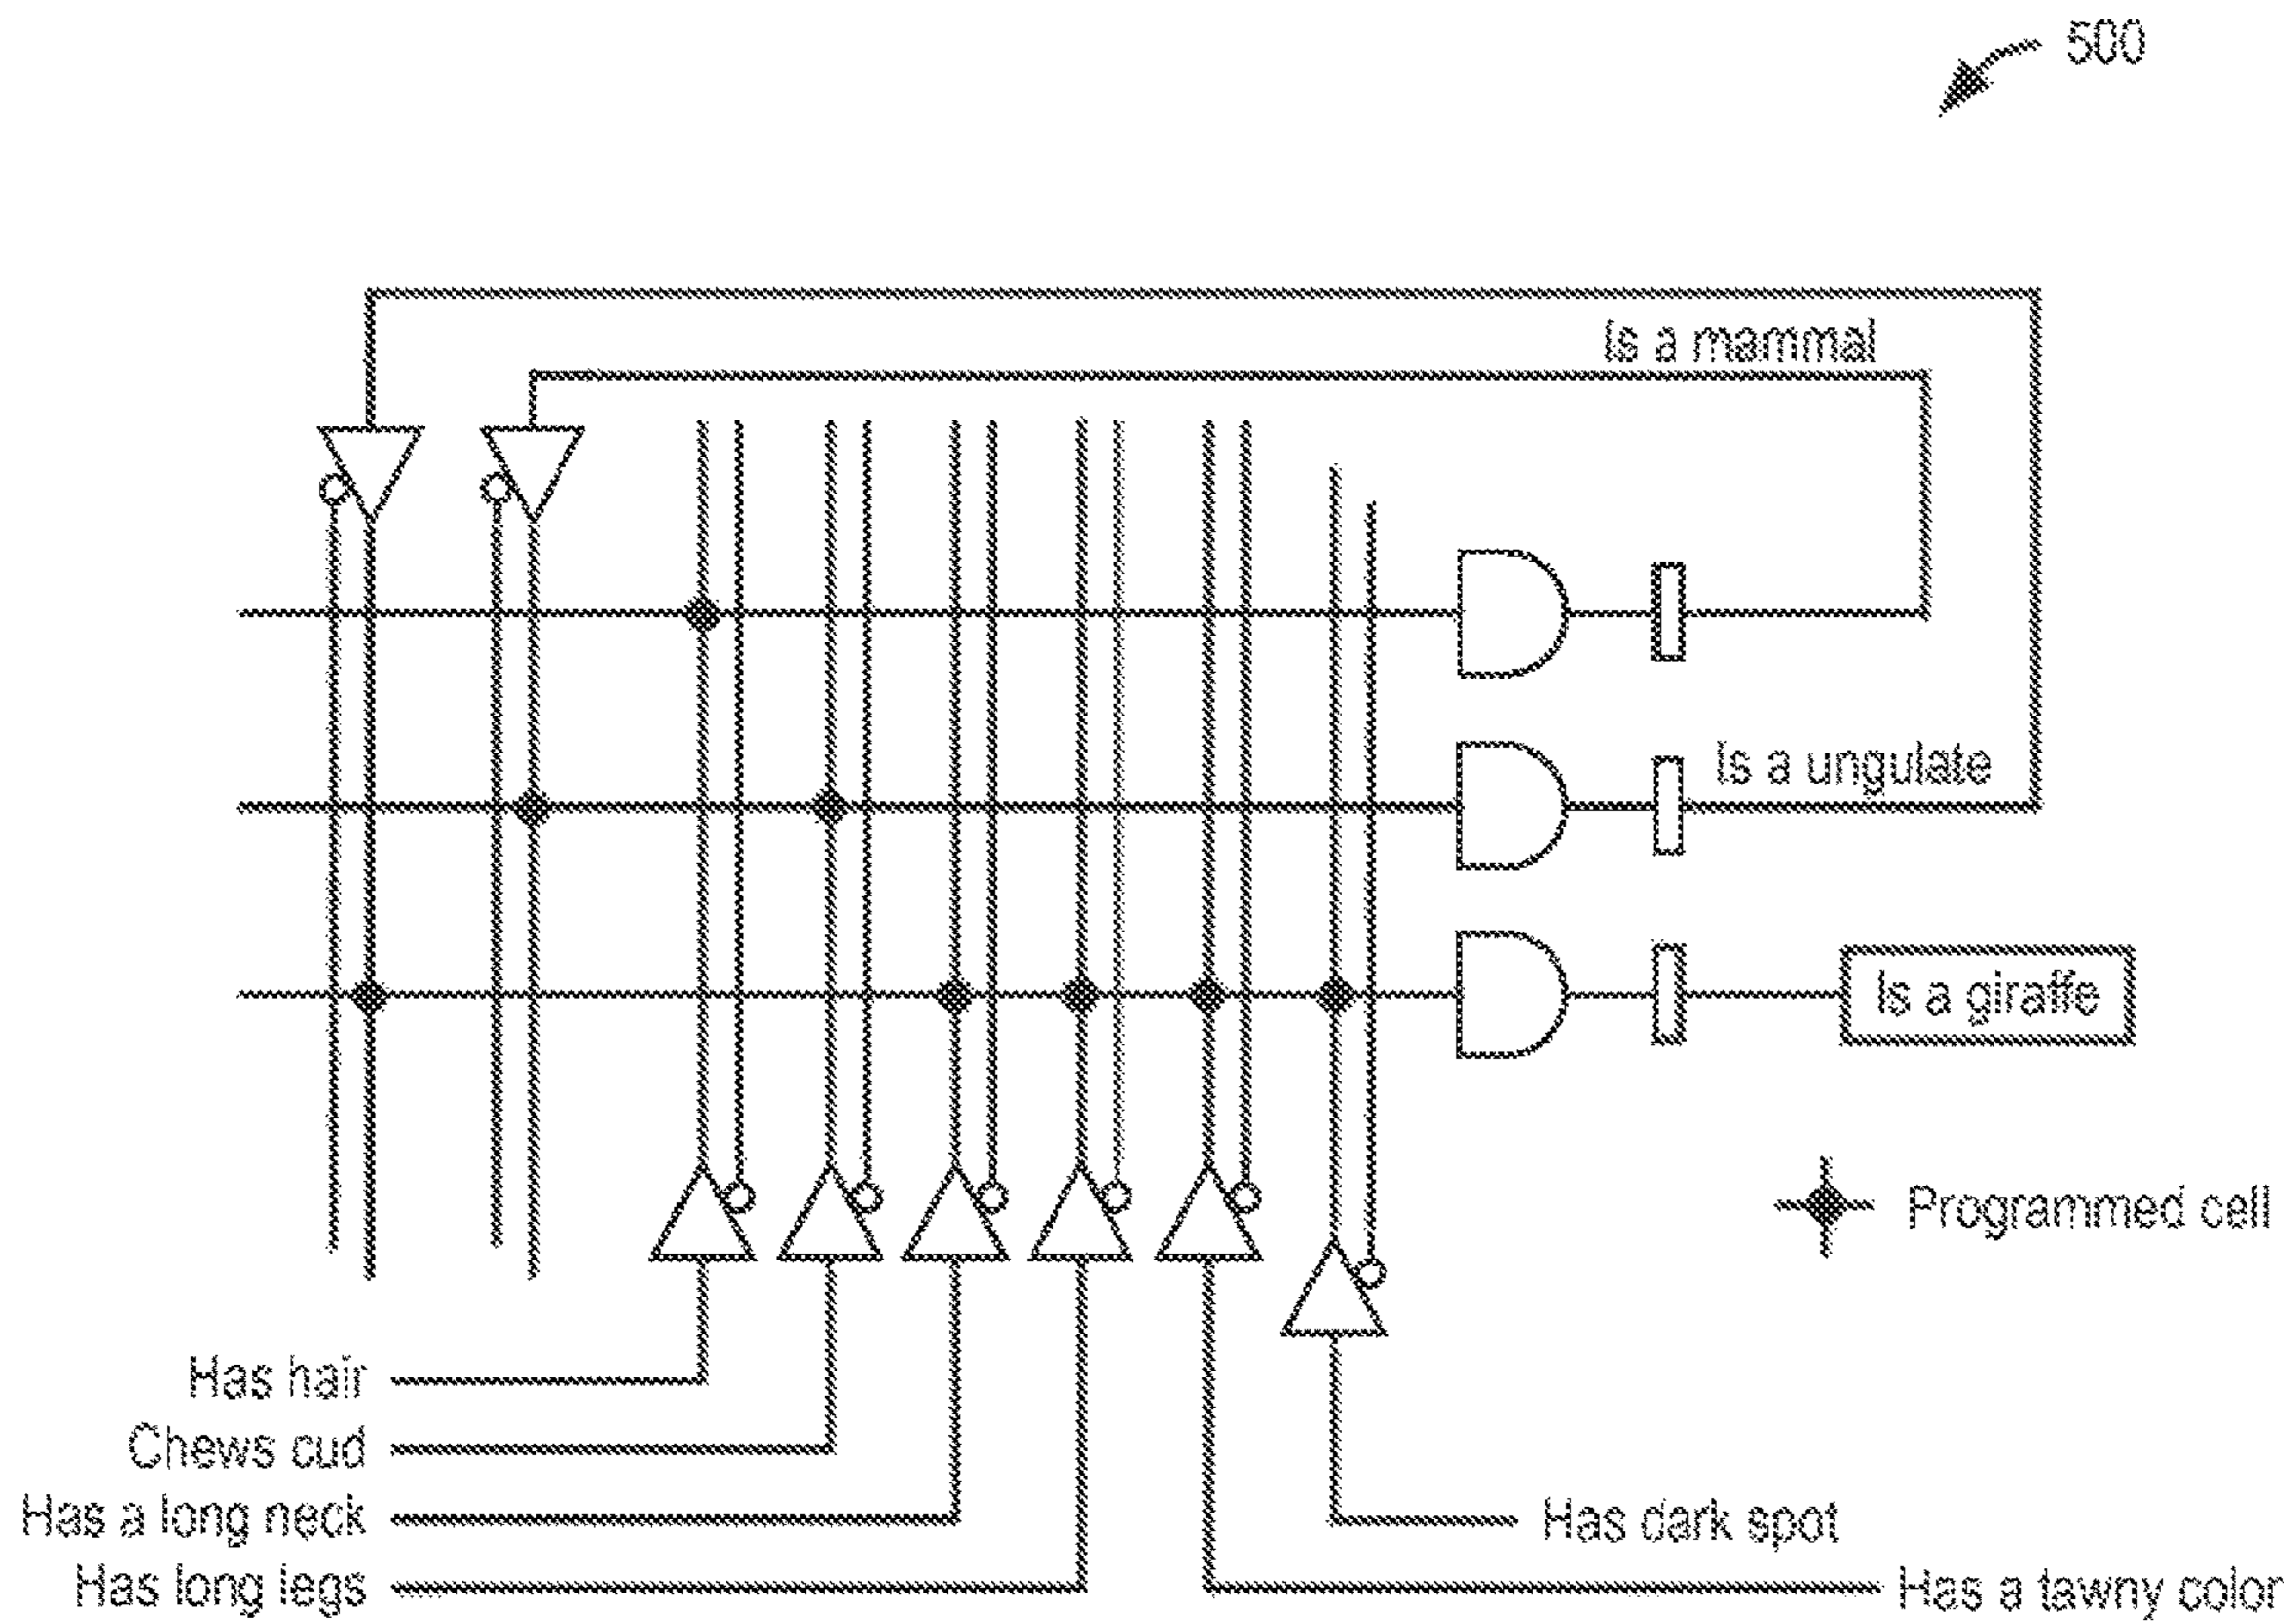 500
Is a mammal
Is a ungulate
Is a giraffe
Programmed cell
Has hair
Chews cud
Has a long neck
Has dark spot
Has long legs
Has a tawny color